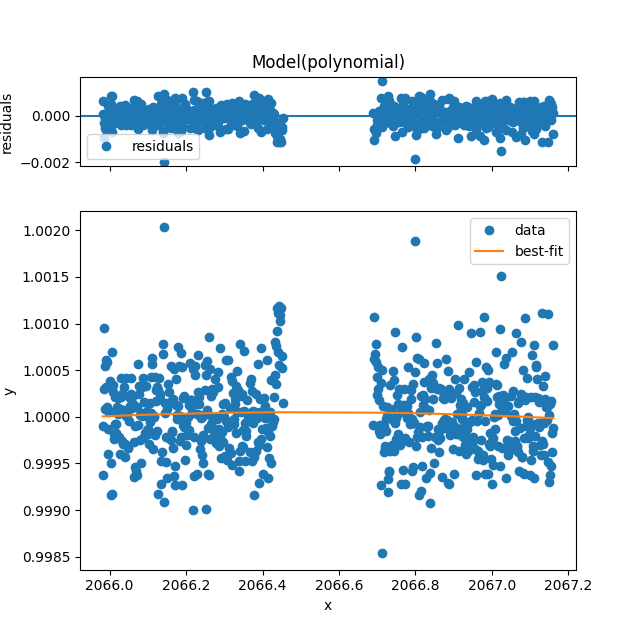 Model(polynomial)
residuals
0.000
−0.002
residuals
y
1.0020
1.0015
1.0010
1.0005
1.0000
0.9995
0.9990
0.9985
data
best-fit
2066.0 2066.2 2066.4 2066.6 2066.8 2067.0 2067.2
x